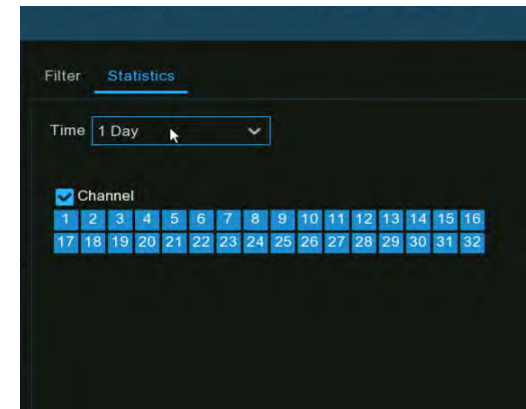 Filter Statistics
Time 1 Day
Channel
1 2 3 4 5 6 7 8 9 10 11 12 13 14 15 16
17 18 19 20 21 22 23 24 25 26 27 28 29 30 31 32